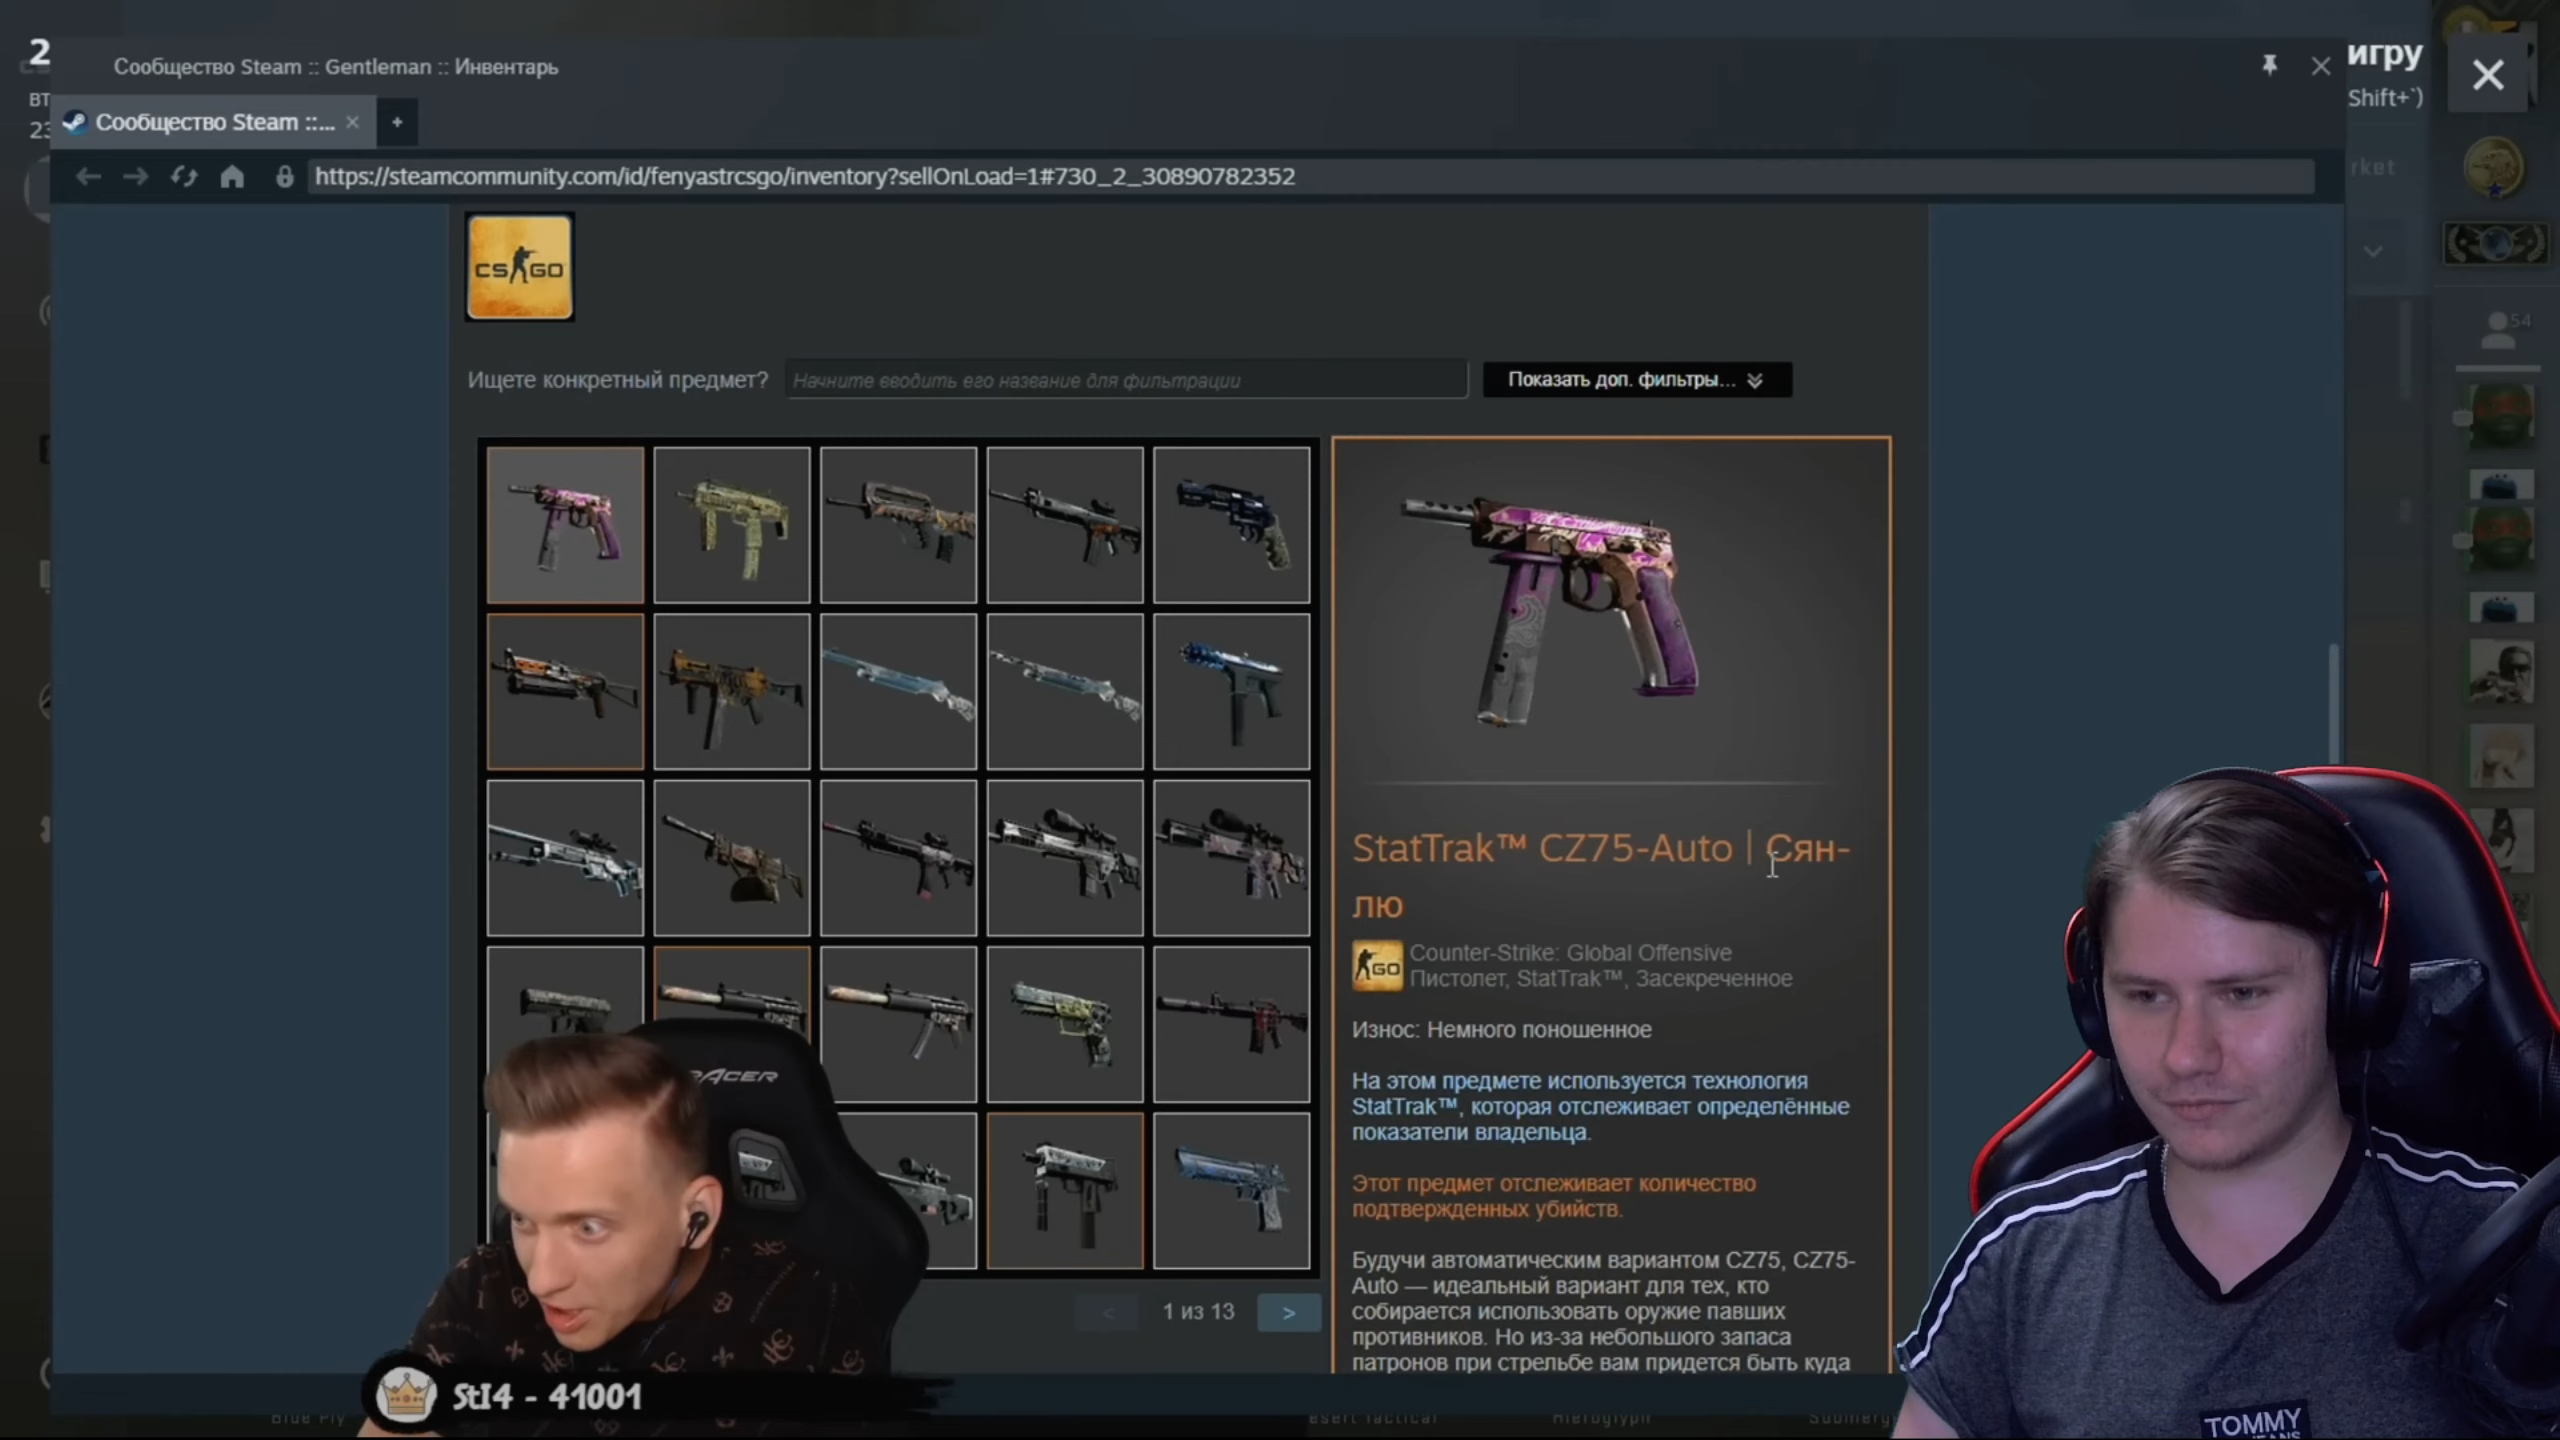 Сообщество Steam :: Gentleman :: Инвентарь
игру
Shift+`)
Сообщество Steam ::...
https://steamcommunity.com/id/fenyastrcsgo/inventory?sellOnLoad=1#730_2_30890782352
rket
CS GO
54
Ищете конкретный предмет?
Начните вводить его название для фильтрации
Показать доп. фильтры...
StatTrak™ CZ75-Auto | Сян-
лю
GO
Counter-Strike: Global Offensive
Пистолет, StatTrak™, Засекреченное
Износ: Немного поношенное
На этом предмете используется технология
StatTrak™, которая отслеживает определённые
показатели владельца.
Этот предмет отслеживает количество
подтвержденных убийств.
Будучи автоматическим вариантом CZ75, CZ75-
Auto — идеальный вариант для тех, кто
собирается использовать оружие павших
противников. Но из-за небольшого запаса
патронов при стрельбе вам придется быть куда
1 из 13
StI4 - 41001
TOMMY
JEANS